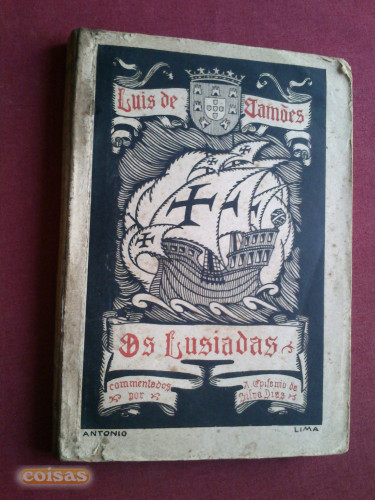 Luis de Camões
Os Lusiadas
commentados
por
A Epifanio da
Silva Dias
ANTONIO LIMA
coisas